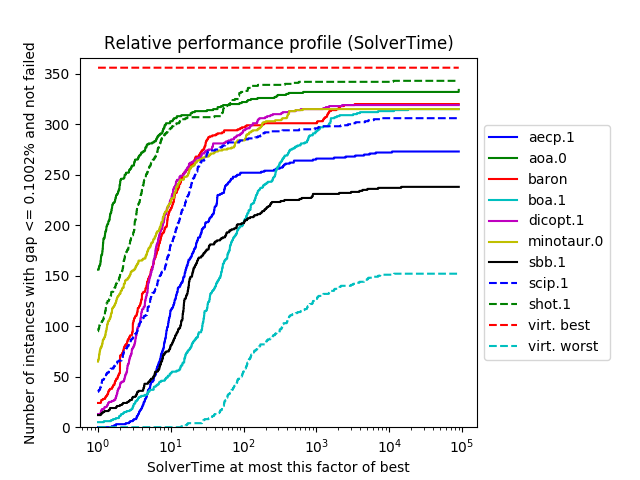 Relative performance profile (SolverTime)
Number of instances with gap <= 0.1002% and not failed
350
300
250
200
150
100
50
0
10^0
10^1
10^2
10^3
10^4
10^5
SolverTime at most this factor of best
aecp.1
aoa.0
baron
boa.1
dicopt.1
minotaur.0
sbb.1
scip.1
shot.1
virt. best
virt. worst